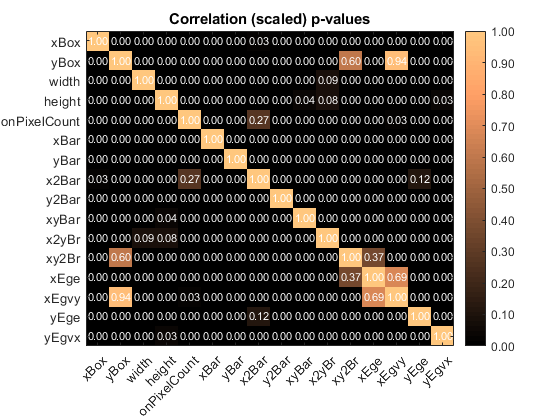 Correlation (scaled) p-values
xBox 1.00 0.00 0.00 0.00 0.00 0.00 0.00 0.03 0.00 0.00 0.00 0.00 0.00 0.00 0.00 0.00
yBox 0.00 1.00 0.00 0.00 0.00 0.00 0.00 0.00 0.00 0.00 0.00 0.60 0.00 0.94 0.00 0.00
width 0.00 0.00 1.00 0.00 0.00 0.00 0.00 0.00 0.00 0.00 0.09 0.00 0.00 0.00 0.00 0.00
height 0.00 0.00 0.00 1.00 0.00 0.00 0.00 0.00 0.00 0.04 0.08 0.00 0.00 0.00 0.00 0.03
onPixelCount 0.00 0.00 0.00 0.00 1.00 0.00 0.00 0.27 0.00 0.00 0.00 0.00 0.00 0.03 0.00 0.00
xBar 0.00 0.00 0.00 0.00 0.00 1.00 0.00 0.00 0.00 0.00 0.00 0.00 0.00 0.00 0.00 0.00
yBar 0.00 0.00 0.00 0.00 0.00 0.00 1.00 0.00 0.00 0.00 0.00 0.00 0.00 0.00 0.00 0.00
x2Bar 0.03 0.00 0.00 0.00 0.27 0.00 0.00 1.00 0.00 0.00 0.00 0.00 0.00 0.00 0.12 0.00
y2Bar 0.00 0.00 0.00 0.00 0.00 0.00 0.00 0.00 1.00 0.00 0.00 0.00 0.00 0.00 0.00 0.00
xyBar 0.00 0.00 0.00 0.04 0.00 0.00 0.00 0.00 0.00 1.00 0.00 0.00 0.00 0.00 0.00 0.00
x2yBr 0.00 0.00 0.09 0.08 0.00 0.00 0.00 0.00 0.00 0.00 1.00 0.00 0.00 0.00 0.00 0.00
xy2Br 0.00 0.60 0.00 0.00 0.00 0.00 0.00 0.00 0.00 0.00 0.00 1.00 0.37 0.00 0.00 0.00
xEge 0.00 0.00 0.00 0.00 0.00 0.00 0.00 0.00 0.00 0.00 0.00 0.37 1.00 0.69 0.00 0.00
xEgvy 0.00 0.94 0.00 0.00 0.03 0.00 0.00 0.00 0.00 0.00 0.00 0.00 0.69 1.00 0.00 0.00
yEge 0.00 0.00 0.00 0.00 0.00 0.00 0.00 0.12 0.00 0.00 0.00 0.00 0.00 0.00 1.00 0.00
yEgvx 0.00 0.00 0.00 0.03 0.00 0.00 0.00 0.00 0.00 0.00 0.00 0.00 0.00 0.00 0.00 1.00
xBox yBox width height onPixelCount xBar yBar x2Bar y2Bar xyBar x2yBr xy2Br xEge xEgvy yEge yEgvx
1.00
0.90
0.80
0.70
0.60
0.50
0.40
0.30
0.20
0.10
0.00